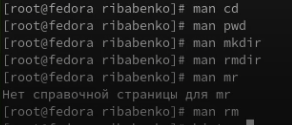 [root@fedora ribabenko]# man cd
[root@fedora ribabenko]# man pwd
[root@fedora ribabenko]# man mkdir
[root@fedora ribabenko]# man rmdir
[root@fedora ribabenko]# man mr
Нет справочной страницы для mr
[root@fedora ribabenko]# man rm